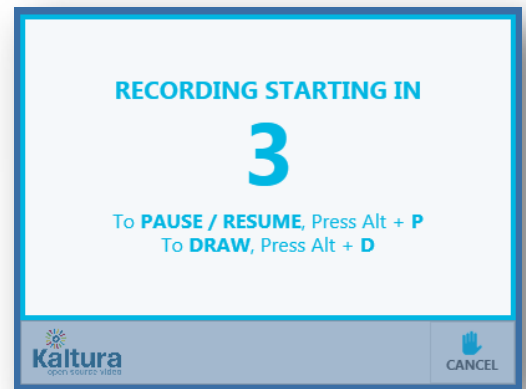 RECORDING STARTING IN
3
To PAUSE / RESUME, Press Alt + P
To DRAW, Press Alt + D
Kaltura
open source video
CANCEL